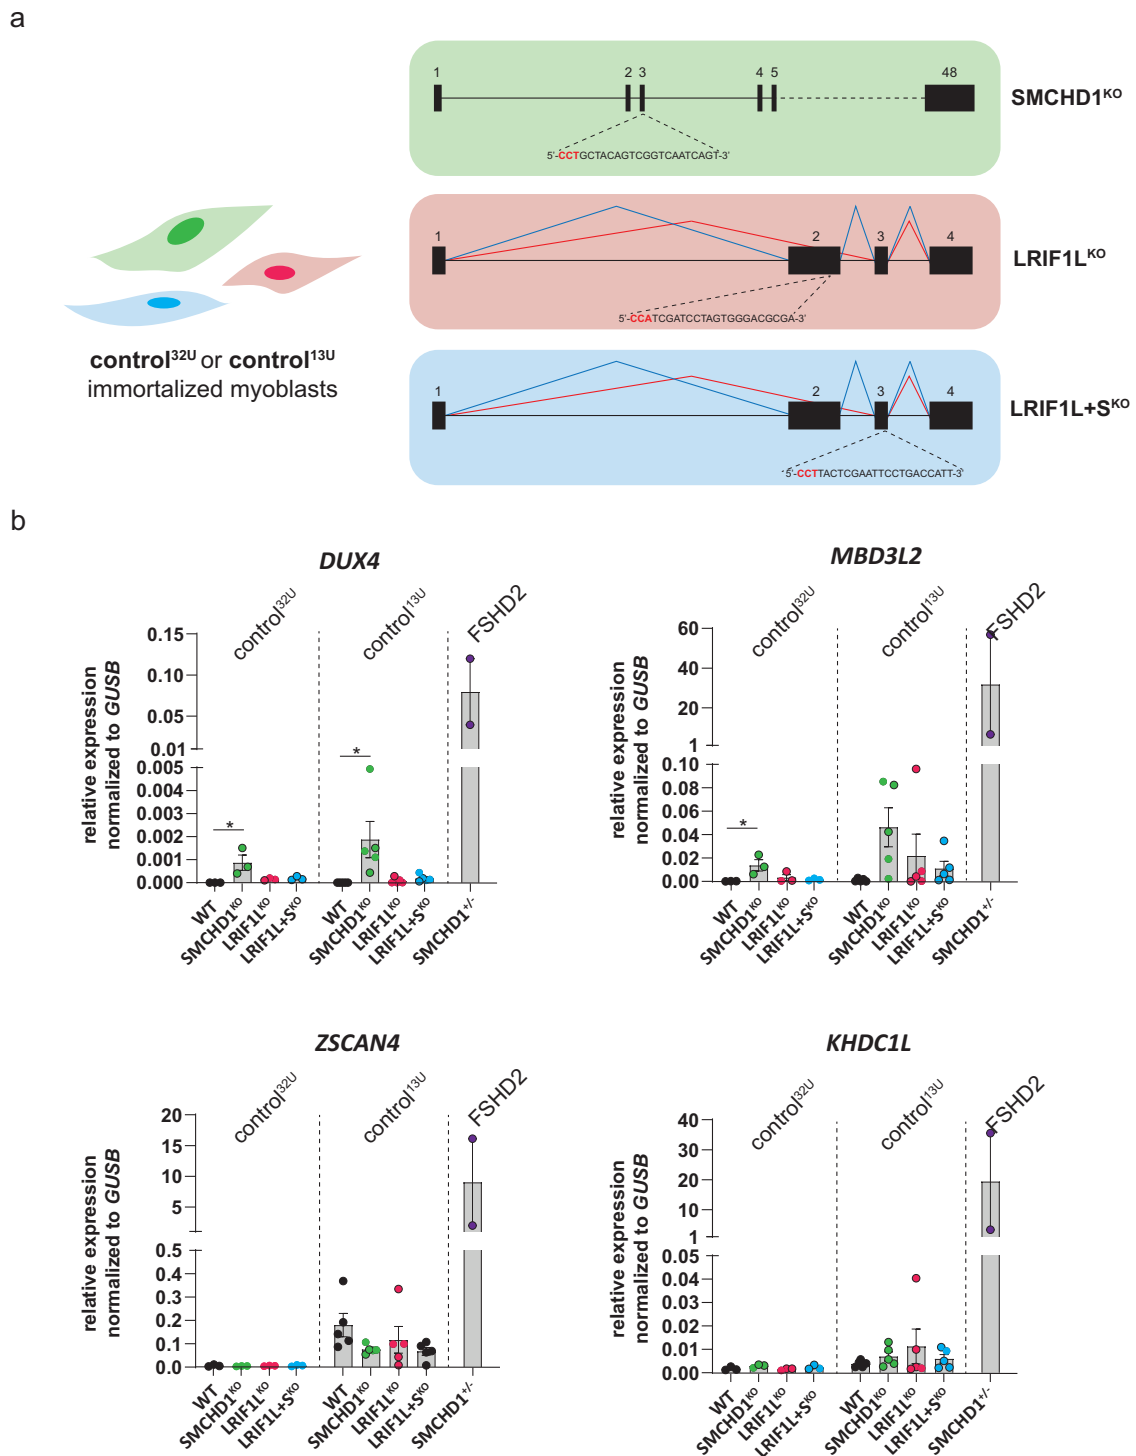 a
1 2 3 4 5 48
SMCHD1KO
5'-CCTGCTACAGTCGGTCAATCAGT-3'
1 2 3 4
LRIF1LKO
5'-CCATCGATCCTAGTGGGACGCGA-3'
control32U or control13U
immortalized myoblasts
1 2 3 4
LRIF1L+SKO
5'-CCTTACTCGAATTCCTGACCATT-3'
b
DUX4
control32U control13U FSHD2
relative expression
normalized to GUSB
0.15
0.10
0.05
0.01
0.005
0.004
0.003
0.002
0.001
0.000
* *
WT SMCHD1KO LRIF1LKO LRIF1L+SKO WT SMCHD1KO LRIF1LKO LRIF1L+SKO SMCHD1+/-
MBD3L2
control32U control13U FSHD2
relative expression
normalized to GUSB
60
40
20
1
0.10
0.08
0.06
0.04
0.02
0.00
*
WT SMCHD1KO LRIF1LKO LRIF1L+SKO WT SMCHD1KO LRIF1LKO LRIF1L+SKO SMCHD1+/-
ZSCAN4
control32U control13U FSHD2
relative expression
normalized to GUSB
20
15
10
5
0.5
0.4
0.3
0.2
0.1
0.0
WT SMCHD1KO LRIF1LKO LRIF1L+SKO WT SMCHD1KO LRIF1LKO LRIF1L+SKO SMCHD1+/-
KHDC1L
control32U control13U FSHD2
relative expression
normalized to GUSB
40
30
20
10
1
0.05
0.04
0.03
0.02
0.01
0.00
WT SMCHD1KO LRIF1LKO LRIF1L+SKO WT SMCHD1KO LRIF1LKO LRIF1L+SKO SMCHD1+/-